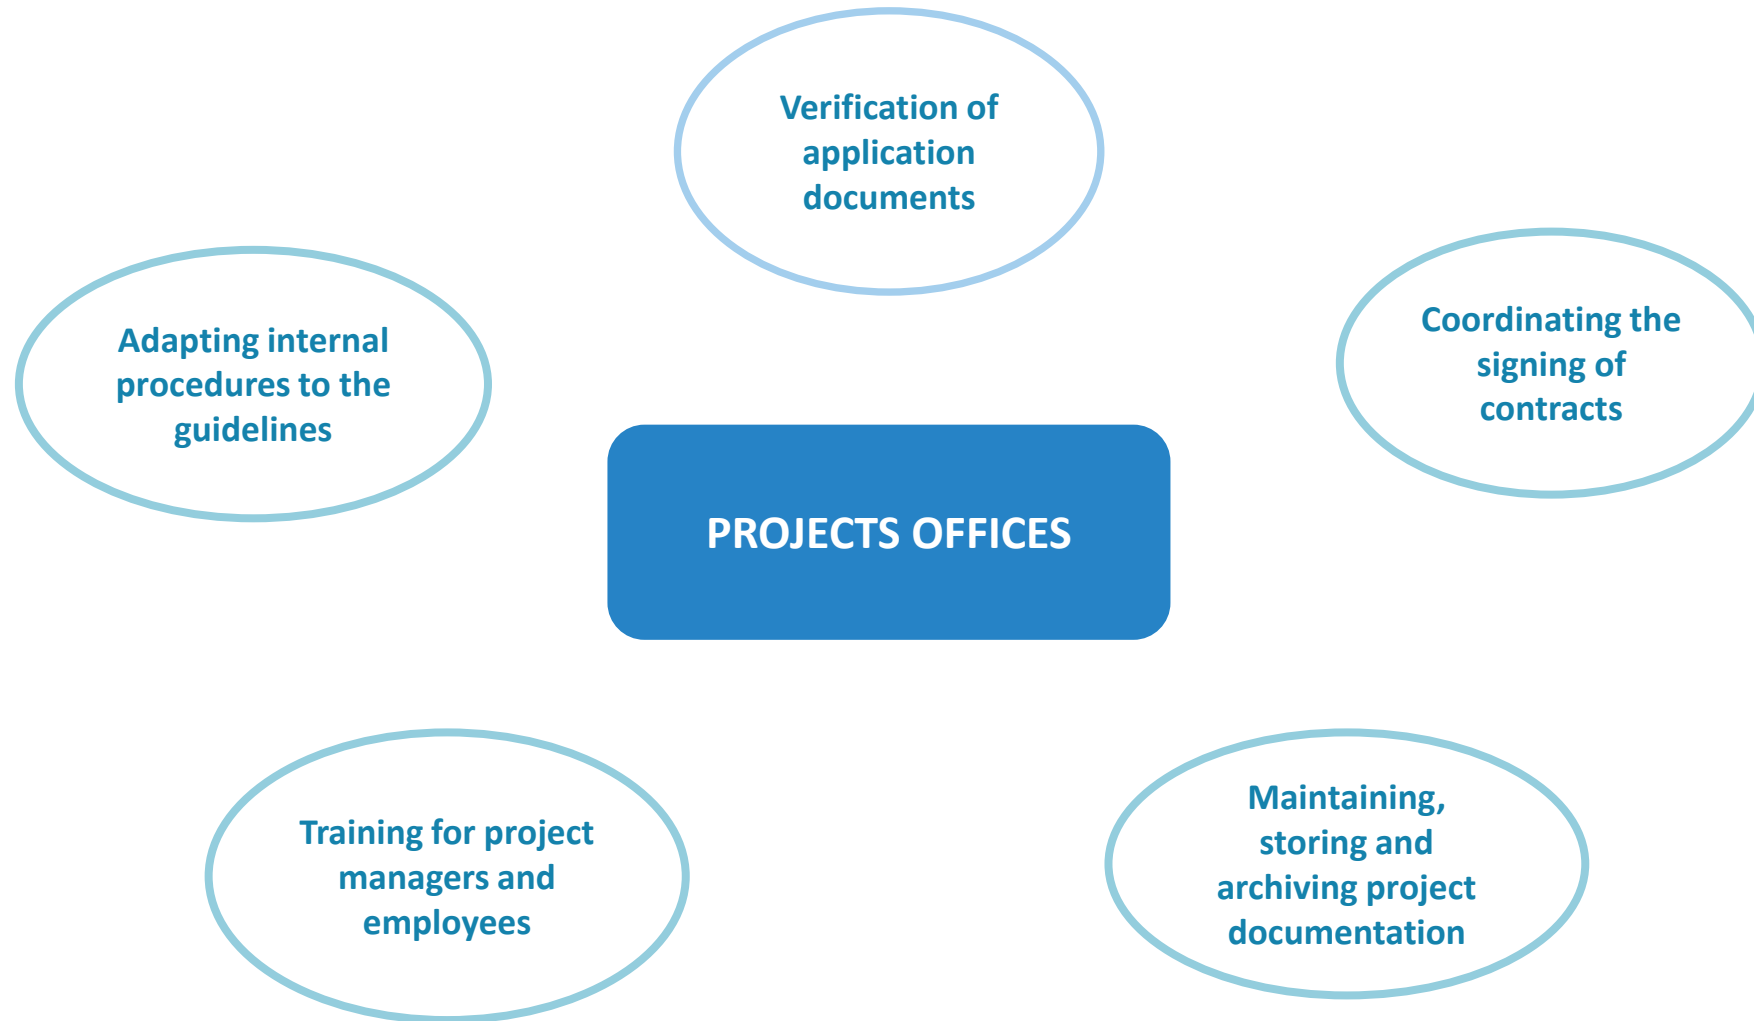 Verification of
application
documents
Adapting internal
procedures to the
guidelines
Coordinating the
signing of
contracts
PROJECTS OFFICES
Training for project
managers and
employees
Maintaining,
storing and
archiving project
documentation